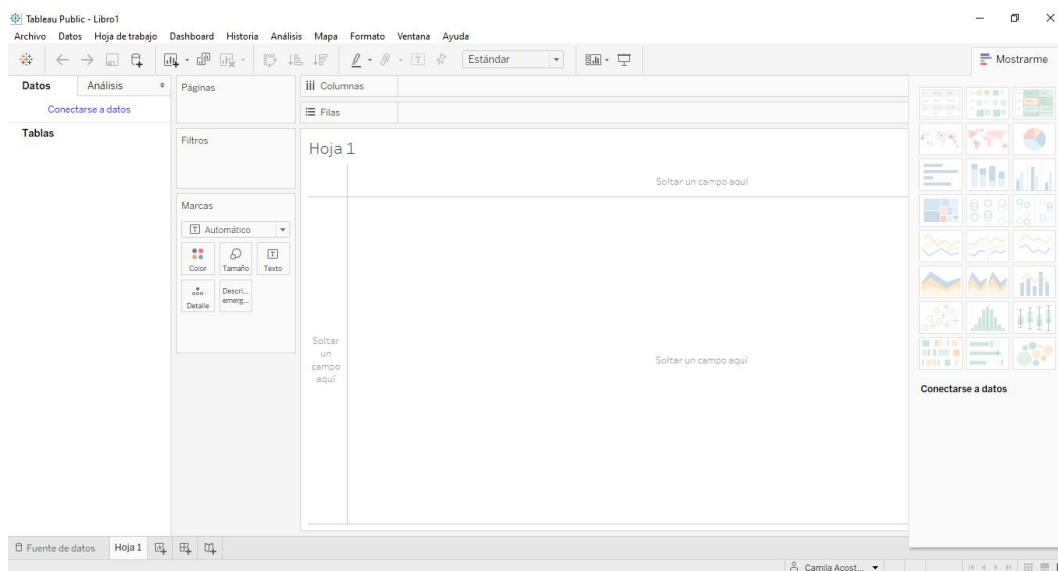 Tableau Public - Libro1
Archivo Datos Hoja de trabajo Dashboard Historia Análisis Mapa Formato Ventana Ayuda
Estándar
Mostrarme
Datos Análisis
Conectarse a datos
Tablas
Páginas
Filtros
Marcas
Automático
Color Tamaño Texto
Detalle Descri... emerg...
Columnas
Filas
Hoja 1
Soltar un campo aquí
Soltar
un
campo
aquí
Soltar un campo aquí
Conectarse a datos
Fuente de datos Hoja 1
Camila Acost...